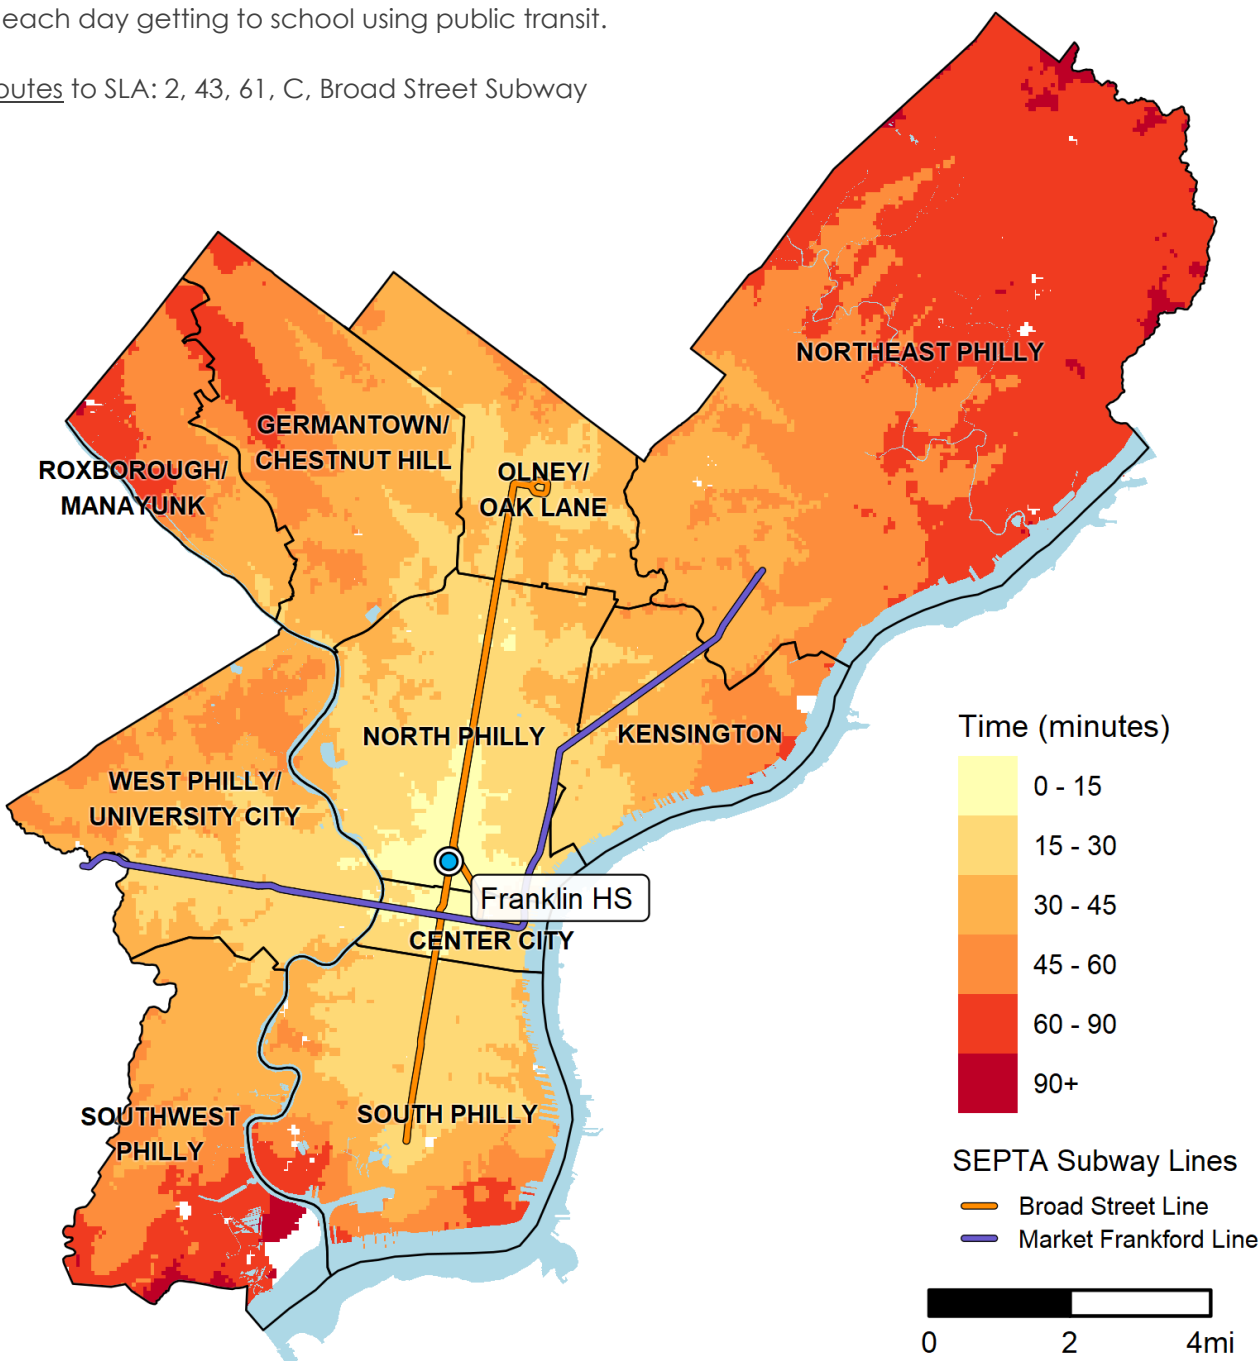 each day getting to school using public transit.
outes to SLA: 2, 43, 61, C, Broad Street Subway
NORTHEAST PHILLY
GERMANTOWN/
CHESTNUT HILL
ROXBOROUGH/
MANAYUNK
OLNEY/
OAK LANE
NORTH PHILLY
KENSINGTON
WEST PHILLY/
UNIVERSITY CITY
Franklin HS
CENTER CITY
SOUTHWEST
PHILLY
SOUTH PHILLY
Time (minutes)
0 - 15
15 - 30
30 - 45
45 - 60
60 - 90
90+
SEPTA Subway Lines
Broad Street Line
Market Frankford Line
0 2 4mi